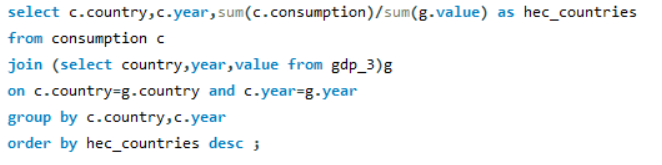 select c.country,c.year,sum(c.consumption)/sum(g.value) as hec_countries
from consumption c
join (select country,year,value from gdp_3)g
on c.country=g.country and c.year=g.year
group by c.country,c.year
order by hec_countries desc ;